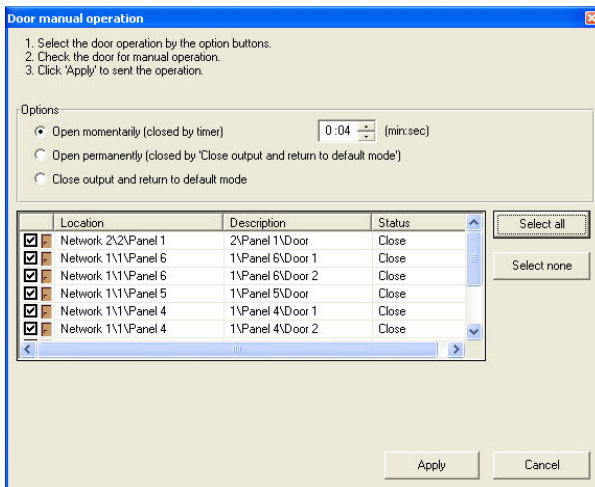 Door manual operation
1. Select the door operation by the option buttons.
2. Check the door for manual operation.
3. Click 'Apply' to sent the operation.
Options
Open momentarily (closed by timer) 0:04 (min:sec)
Open permanently (closed by 'Close output and return to default mode')
Close output and return to default mode
Location Description Status
Network 2\2\Panel 1 2\Panel 1\Door Close
Network 1\1\Panel 6 1\Panel 6\Door 1 Close
Network 1\1\Panel 6 1\Panel 6\Door 2 Close
Network 1\1\Panel 5 1\Panel 5\Door Close
Network 1\1\Panel 4 1\Panel 4\Door 1 Close
Network 1\1\Panel 4 1\Panel 4\Door 2 Close
Select all
Select none
Apply Cancel